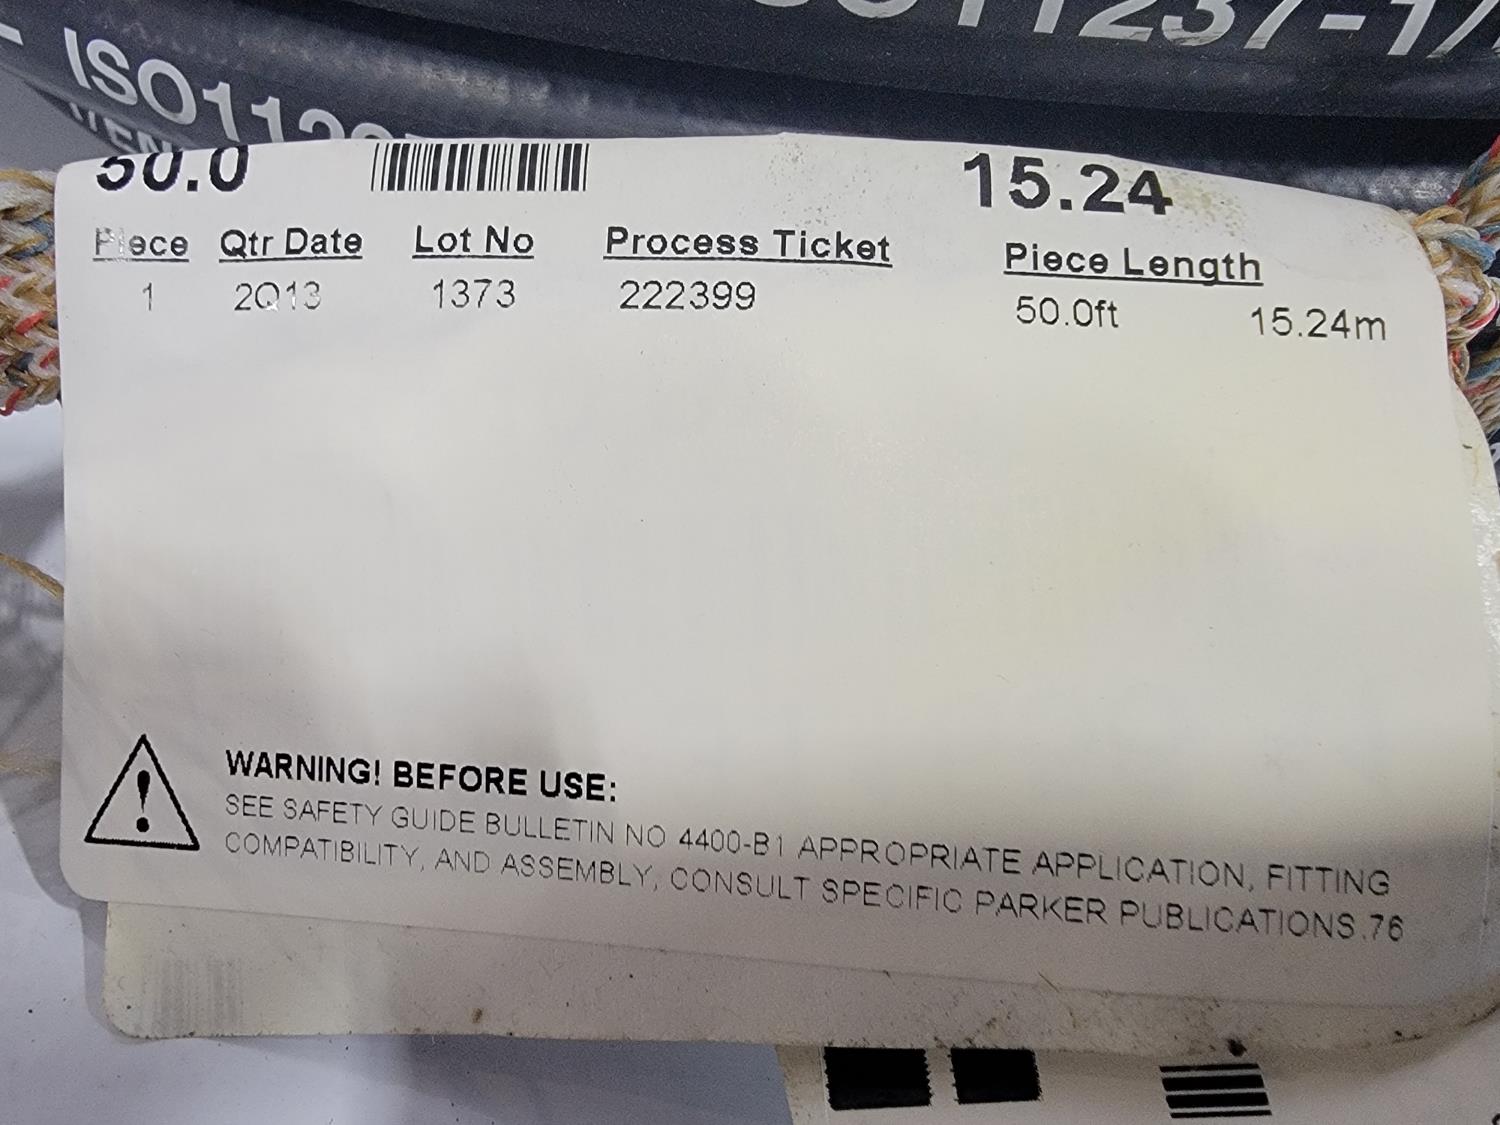 ISO11237-1/
ISO11237
/EN
50.0 15.24
Piece Qtr Date Lot No Process Ticket Piece Length
1 2Q13 1373 222399 50.0ft 15.24m
WARNING! BEFORE USE:
SEE SAFETY GUIDE BULLETIN NO 4400-B1 APPROPRIATE APPLICATION, FITTING
COMPATIBILITY, AND ASSEMBLY, CONSULT SPECIFIC PARKER PUBLICATIONS.76